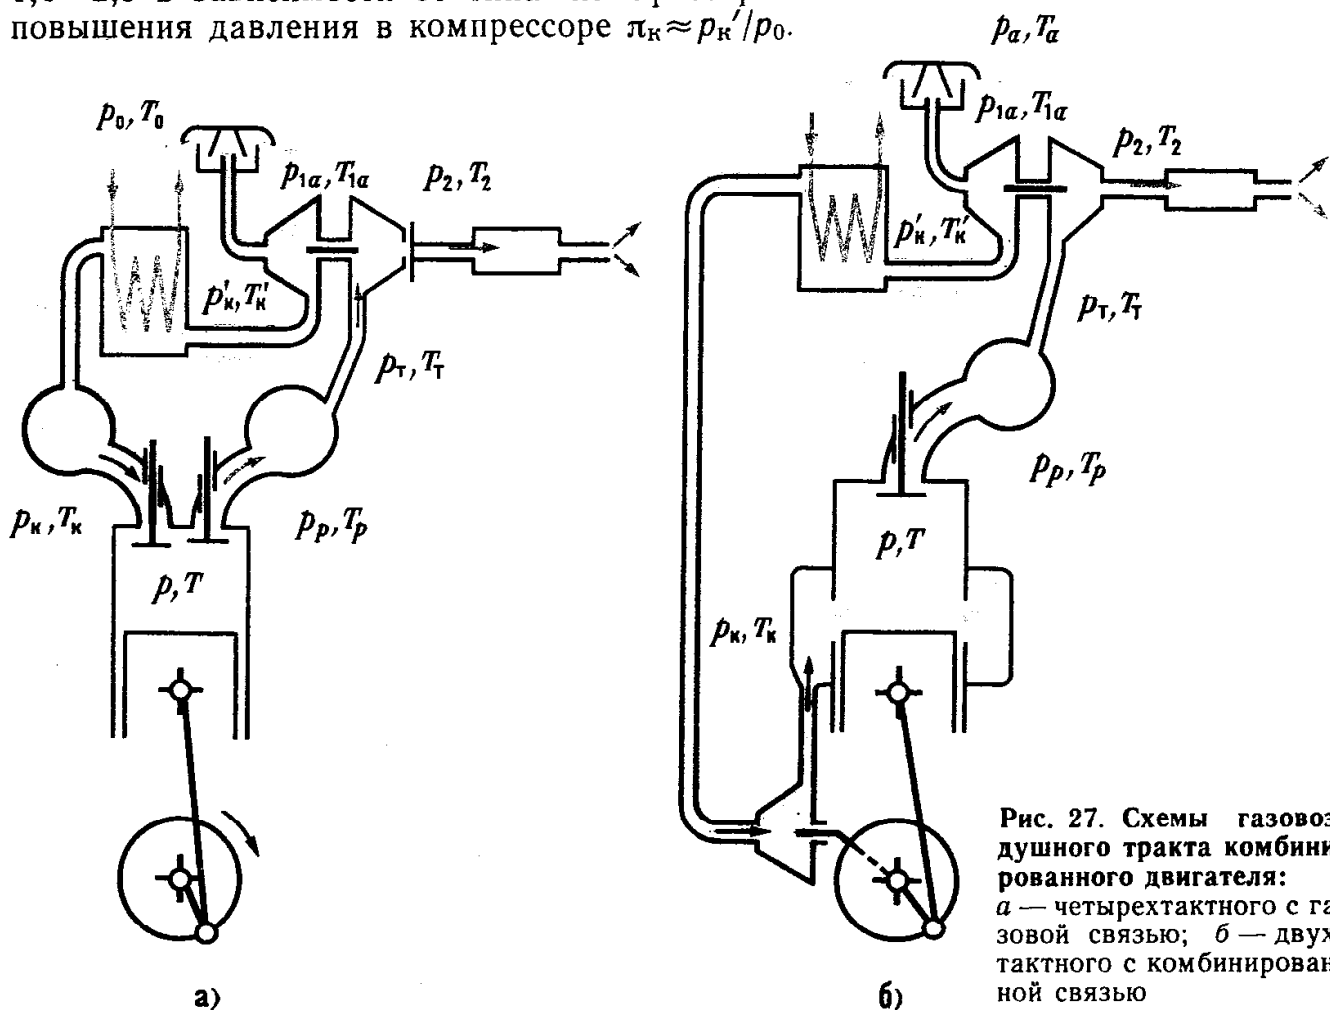 повышения давления в компрессоре πк≈pк′/p0.
p0, T0
p1a, T1a
p2, T2
p′к, T′к
pт, Tт
pк, Tк
pp, Tp
p, T
а)
pa, Ta
p1a, T1a
p2, T2
p′к, T′к
pт, Tт
pp, Tp
p, T
pк, Tк
б)
Рис. 27. Схемы газовоз
душного тракта комбини
рованного двигателя:
а — четырехтактного с га
зовой связью; б — двух
тактного с комбинирован
ной связью